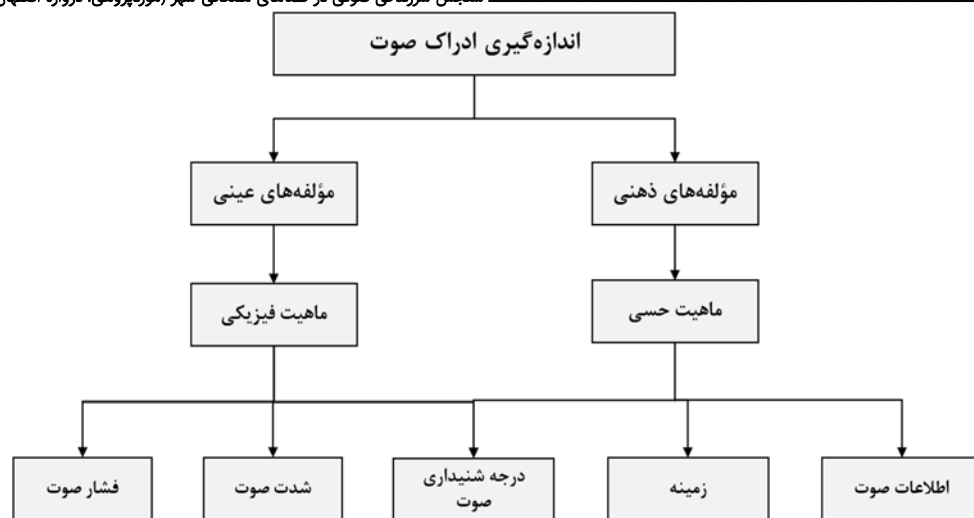 اندازه‌گیری ادراک صوت
مؤلفه‌های ذهنی
مؤلفه‌های عینی
ماهیت حسی
ماهیت فیزیکی
اطلاعات صوت
زمینه
درجه شنیداری
صوت
شدت صوت
فشار صوت